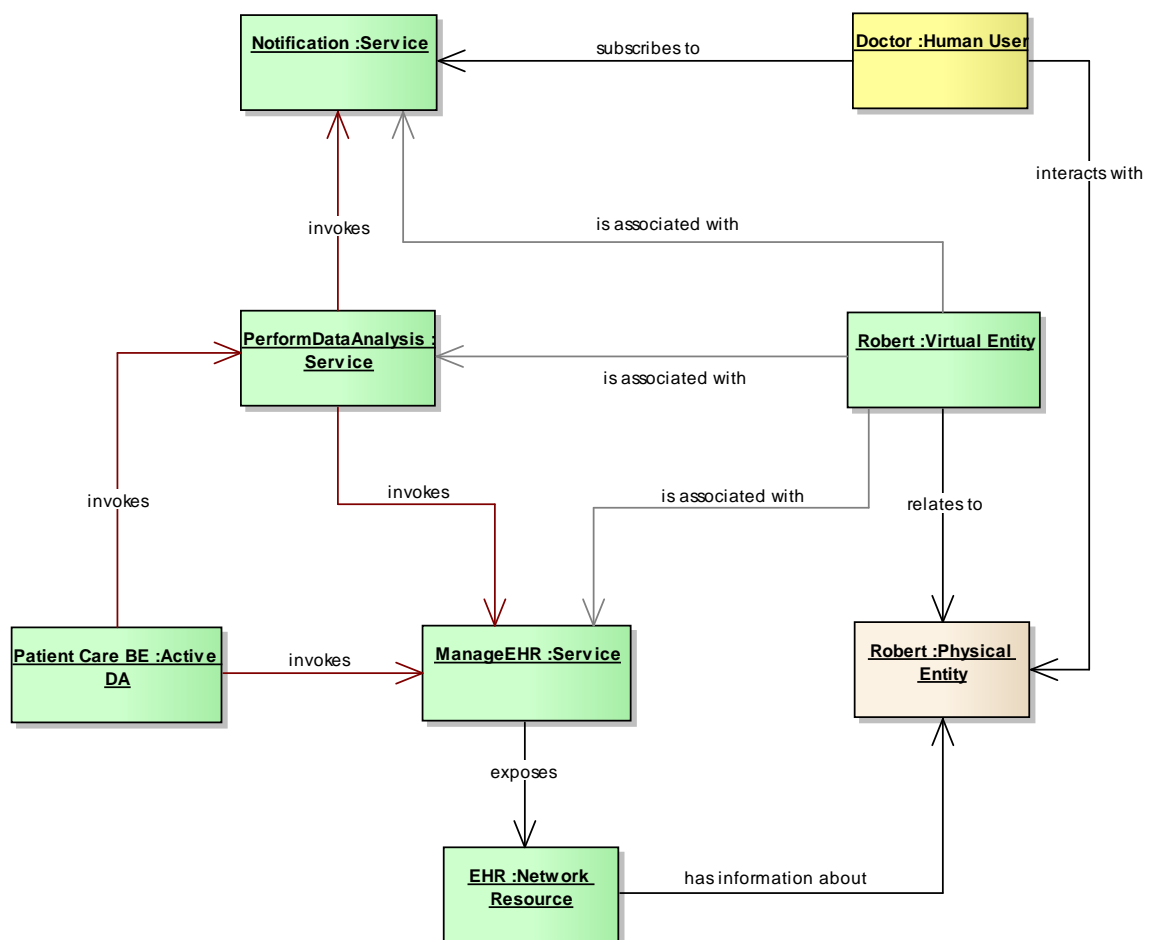 Notification :Service
subscribes to
Doctor :Human User
interacts with
is associated with
invokes
PerformDataAnalysis :
Service
Robert :Virtual Entity
is associated with
invokes
invokes
is associated with
relates to
Patient Care BE :Active
DA
invokes
ManageEHR :Service
Robert :Physical
Entity
exposes
EHR :Network
Resource
has information about